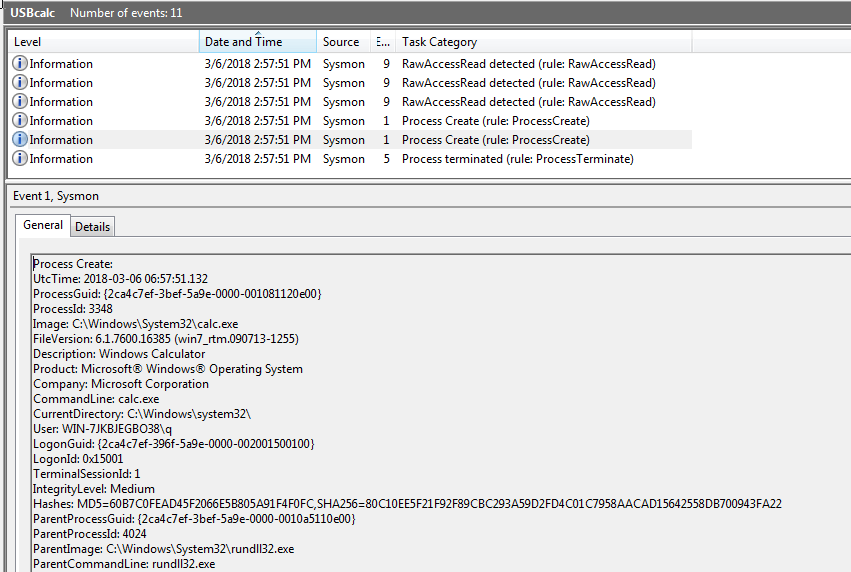 USBcalc Number of events: 11
Level Date and Time Source E... Task Category
Information 3/6/2018 2:57:51 PM Sysmon 9 RawAccessRead detected (rule: RawAccessRead)
Information 3/6/2018 2:57:51 PM Sysmon 9 RawAccessRead detected (rule: RawAccessRead)
Information 3/6/2018 2:57:51 PM Sysmon 9 RawAccessRead detected (rule: RawAccessRead)
Information 3/6/2018 2:57:51 PM Sysmon 1 Process Create (rule: ProcessCreate)
Information 3/6/2018 2:57:51 PM Sysmon 1 Process Create (rule: ProcessCreate)
Information 3/6/2018 2:57:51 PM Sysmon 5 Process terminated (rule: ProcessTerminate)
Event 1, Sysmon
General Details
Process Create:
UtcTime: 2018-03-06 06:57:51.132
ProcessGuid: {2ca4c7ef-3bef-5a9e-0000-001081120e00}
ProcessId: 3348
Image: C:\Windows\System32\calc.exe
FileVersion: 6.1.7600.16385 (win7_rtm.090713-1255)
Description: Windows Calculator
Product: Microsoft® Windows® Operating System
Company: Microsoft Corporation
CommandLine: calc.exe
CurrentDirectory: C:\Windows\system32\
User: WIN-7JKBJEGBO38\q
LogonGuid: {2ca4c7ef-396f-5a9e-0000-002001500100}
LogonId: 0x15001
TerminalSessionId: 1
IntegrityLevel: Medium
Hashes: MD5=60B7C0FEAD45F2066E5B805A91F4F0FC,SHA256=80C10EE5F21F92F89CBC293A59D2FD4C01C7958AACAD15642558DB700943FA22
ParentProcessGuid: {2ca4c7ef-3bef-5a9e-0000-0010a5110e00}
ParentProcessId: 4024
ParentImage: C:\Windows\System32\rundll32.exe
ParentCommandLine: rundll32.exe